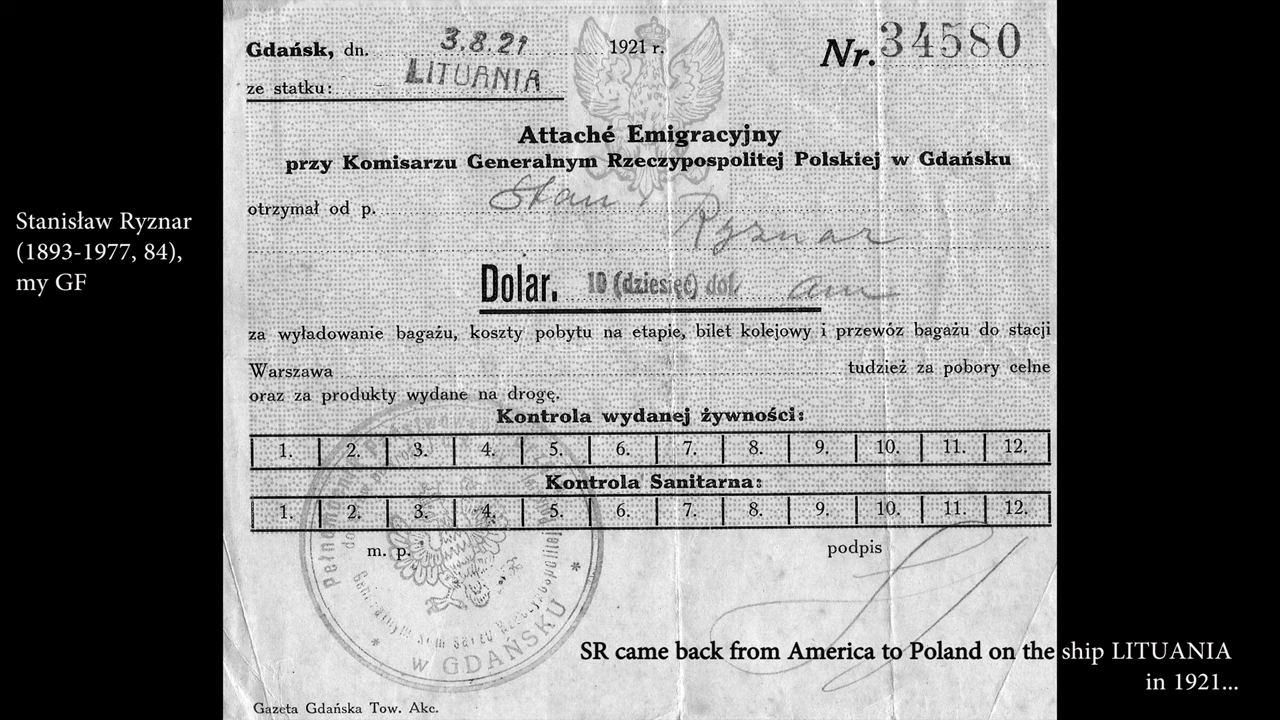 Gdańsk, dn. 3.8.21 1921 r.
Nr. 34580
ze statku: LITUANIA
Attaché Emigracyjny
przy Komisarzu Generalnym Rzeczypospolitej Polskiej w Gdańsku
otrzymał od p. Stan
Ryznar
Dolar. 10 (dziesięć) dol. am
za wyładowanie bagażu, koszty pobytu na etapie, bilet kolejowy i przewóz bagażu do stacji
Warszawa tudzież za pobory celne
oraz za produkty wydane na drogę.
Kontrola wydanej żywności:
1. 2. 3. 4. 5. 6. 7. 8. 9. 10. 11. 12.
Kontrola Sanitarna:
1. 2. 3. 4. 5. 6. 7. 8. 9. 10. 11. 12.
m. p. podpis
w GDAŃSKU
Gazeta Gdańska Tow. Akc.
Stanisław Ryznar
(1893-1977, 84),
my GF
SR came back from America to Poland on the ship LITUANIA
in 1921...